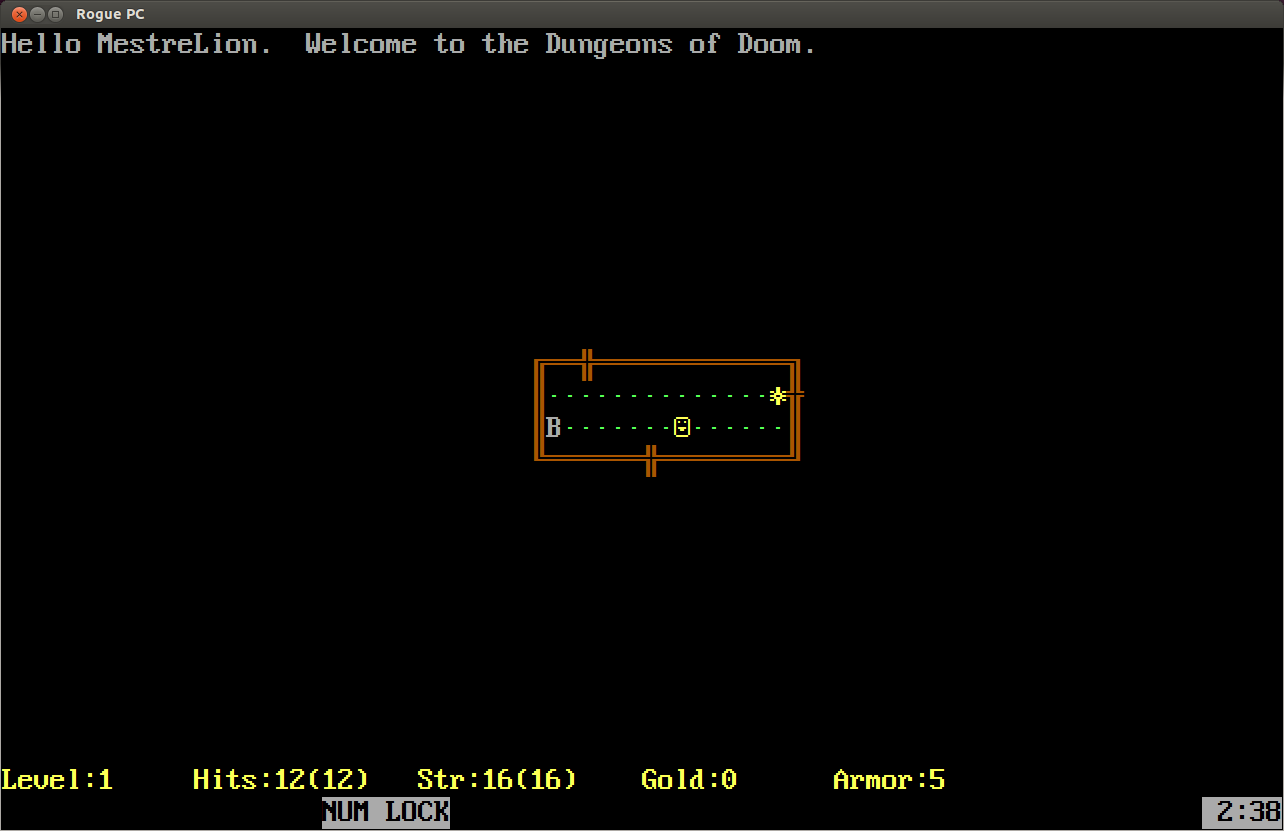 Rogue PC
Hello MestreLion.  Welcome to the Dungeons of Doom.
B
Level:1 Hits:12(12) Str:16(16) Gold:0 Armor:5
NUM LOCK 2:38